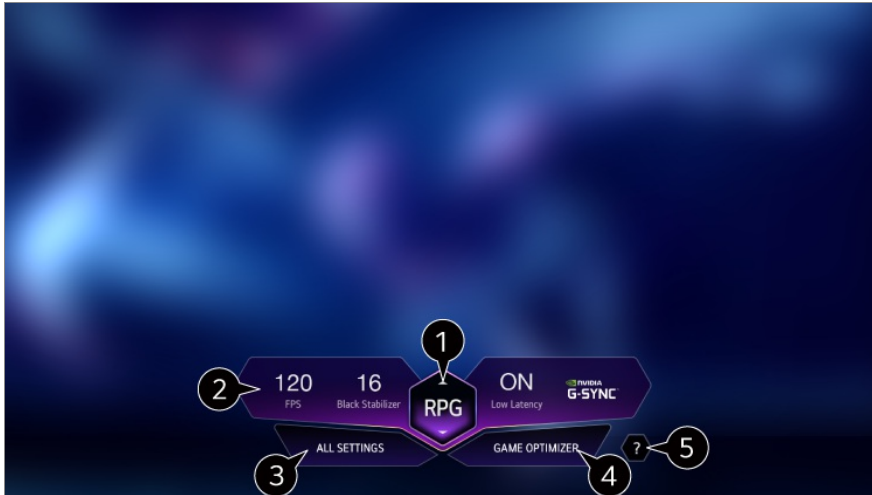 1
2
120
FPS
16
Black Stabilizer
RPG
ON
Low Latency
NVIDIA
G-SYNC
ALL SETTINGS
GAME OPTIMIZER
?
3
4
5